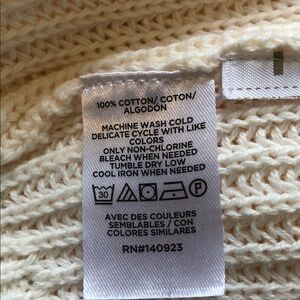 100% COTTON/ COTON/
ALGODÓN
MACHINE WASH COLD
DELICATE CYCLE WITH LIKE
COLORS
ONLY NON-CHLORINE
BLEACH WHEN NEEDED
TUMBLE DRY LOW
COOL IRON WHEN NEEDED
30 P
AVEC DES COULEURS
SEMBLABLES / CON
COLORES SIMILARES
RN#140923